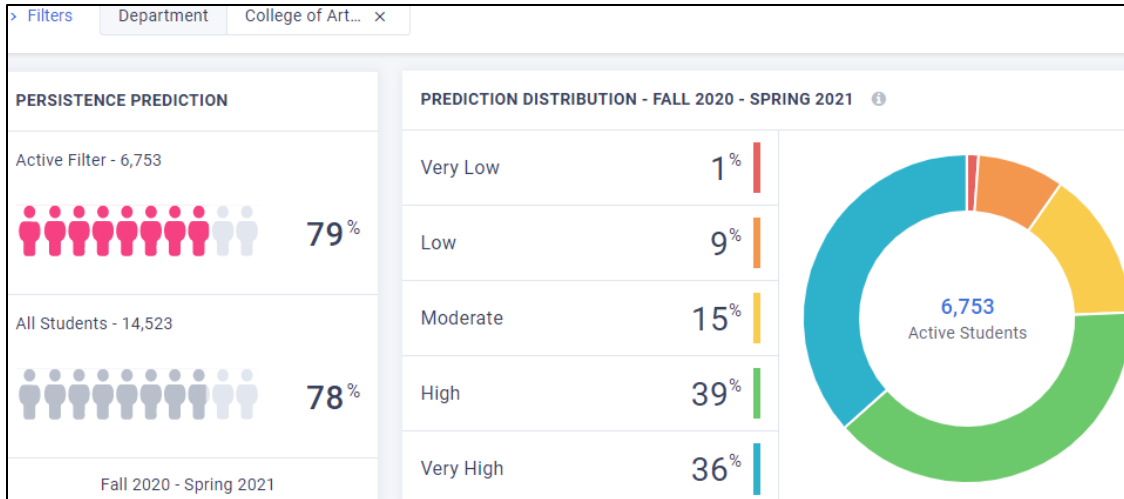 > Filters Department College of Art... ×
PERSISTENCE PREDICTION
Active Filter - 6,753
79%
All Students - 14,523
78%
Fall 2020 - Spring 2021
PREDICTION DISTRIBUTION - FALL 2020 - SPRING 2021 i
Very Low 1%
Low 9%
Moderate 15%
High 39%
Very High 36%
6,753
Active Students